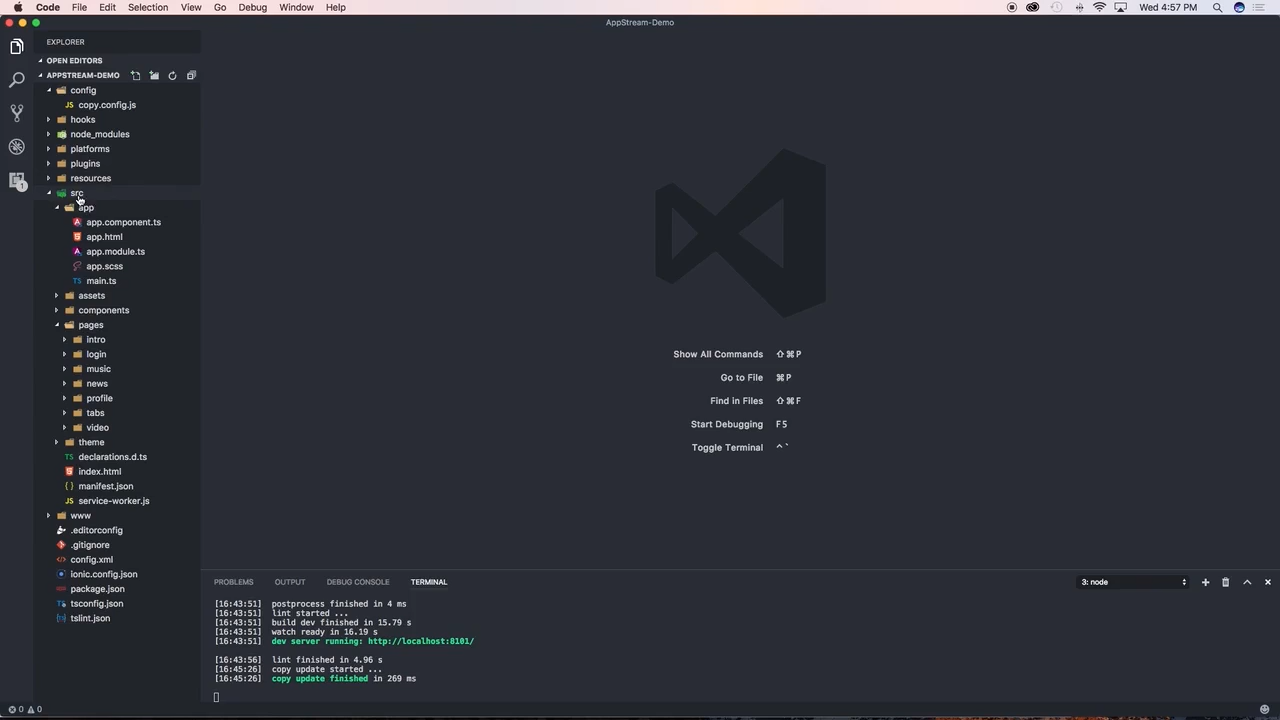 Code File Edit Selection View Go Debug Window Help
Wed 4:57 PM
AppStream-Demo
EXPLORER
OPEN EDITORS
APPSTREAM-DEMO
config
JS copy.config.js
hooks
node_modules
platforms
plugins
resources
src
app
app.component.ts
app.html
app.module.ts
app.scss
TS main.ts
assets
components
pages
intro
login
music
news
profile
tabs
video
theme
TS declarations.d.ts
index.html
{ } manifest.json
JS service-worker.js
www
.editorconfig
.gitignore
config.xml
ionic.config.json
package.json
tsconfig.json
tslint.json
1
Show All Commands ⇧⌘P
Go to File ⌘P
Find in Files ⇧⌘F
Start Debugging F5
Toggle Terminal ^`
PROBLEMS OUTPUT DEBUG CONSOLE TERMINAL
3: node
[16:43:51] postprocess finished in 4 ms
[16:43:51] lint started ...
[16:43:51] build dev finished in 15.79 s
[16:43:51] watch ready in 16.19 s
[16:43:51] dev server running: http://localhost:8101/
[16:43:56] lint finished in 4.96 s
[16:45:26] copy update started ...
[16:45:26] copy update finished in 269 ms
0 0